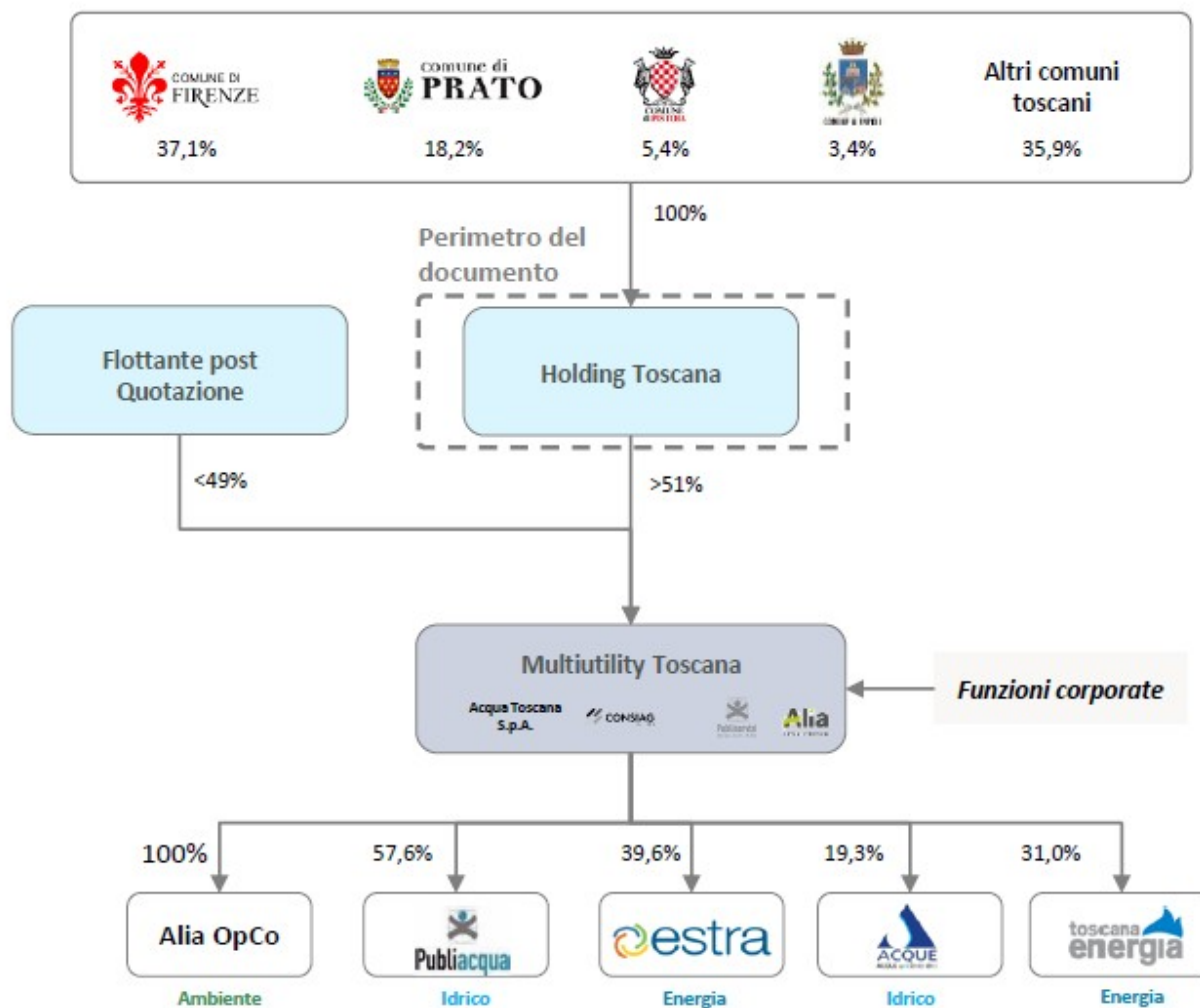 COMUNE DI
FIRENZE
comune di
PRATO
COMUNE
di PISTOIA
Altri comuni
toscani
37,1%
18,2%
5,4%
3,4%
35,9%
100%
Perimetro del
documento
Flottante post
Quotazione
Holding Toscana
<49%
>51%
Multiutility Toscana
Acqua Toscana
S.p.A.
CONSIAG
Alia
Funzioni corporate
100%
57,6%
39,6%
19,3%
31,0%
Alia OpCo
Publiacqua
estra
ACQUE
toscana
energia
Ambiente
Idrico
Energia
Idrico
Energia